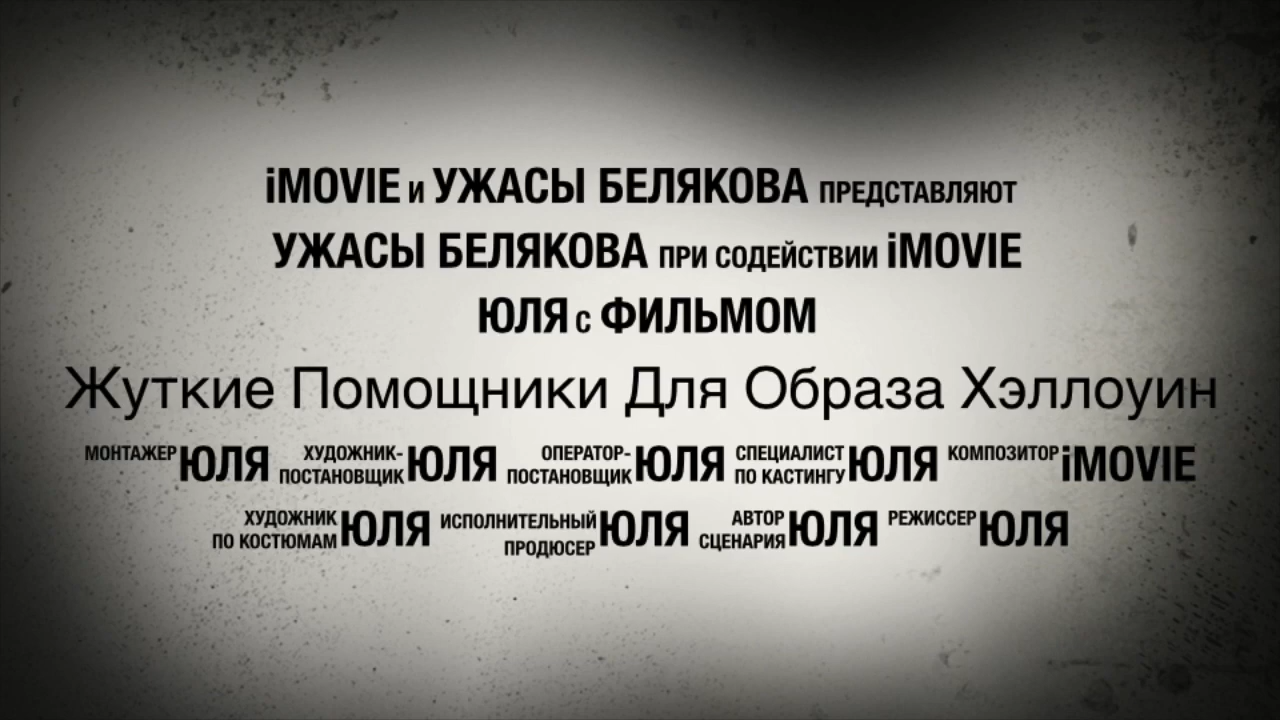 iMOVIE И УЖАСЫ БЕЛЯКОВА ПРЕДСТАВЛЯЮТ
УЖАСЫ БЕЛЯКОВА ПРИ СОДЕЙСТВИИ iMOVIE
ЮЛЯ С ФИЛЬМОМ
Жуткие Помощники Для Образа Хэллоуин
МОНТАЖЕР ЮЛЯ ХУДОЖНИК-ПОСТАНОВЩИК ЮЛЯ ОПЕРАТОР-ПОСТАНОВЩИК ЮЛЯ СПЕЦИАЛИСТ ПО КАСТИНГУ ЮЛЯ КОМПОЗИТОР iMOVIE
ХУДОЖНИК ПО КОСТЮМАМ ЮЛЯ ИСПОЛНИТЕЛЬНЫЙ ПРОДЮСЕР ЮЛЯ АВТОР СЦЕНАРИЯ ЮЛЯ РЕЖИССЕР ЮЛЯ